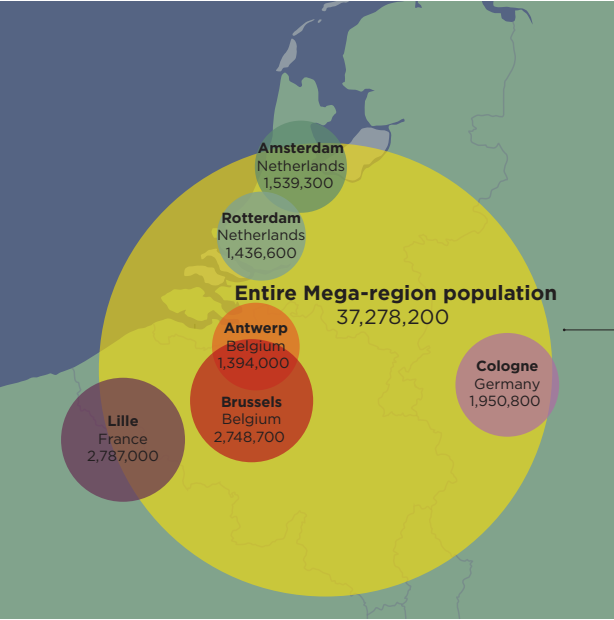 Amsterdam
Netherlands
1,539,300
Rotterdam
Netherlands
1,436,600
Entire Mega-region population
37,278,200
Antwerp
Belgium
1,394,000
Cologne
Germany
1,950,800
Brussels
Belgium
2,748,700
Lille
France
2,787,000